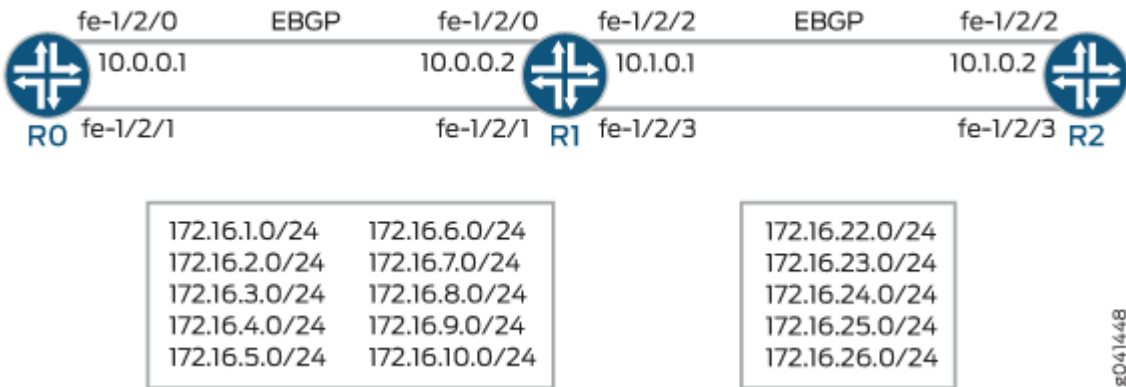 fe-1/2/0 EBGP fe-1/2/0 fe-1/2/2 EBGP fe-1/2/2
10.0.0.1 10.0.0.2 10.1.0.1 10.1.0.2
R0 fe-1/2/1 fe-1/2/1 R1 fe-1/2/3 fe-1/2/3 R2
172.16.1.0/24 172.16.6.0/24 172.16.22.0/24
172.16.2.0/24 172.16.7.0/24 172.16.23.0/24
172.16.3.0/24 172.16.8.0/24 172.16.24.0/24
172.16.4.0/24 172.16.9.0/24 172.16.25.0/24
172.16.5.0/24 172.16.10.0/24 172.16.26.0/24
g041448